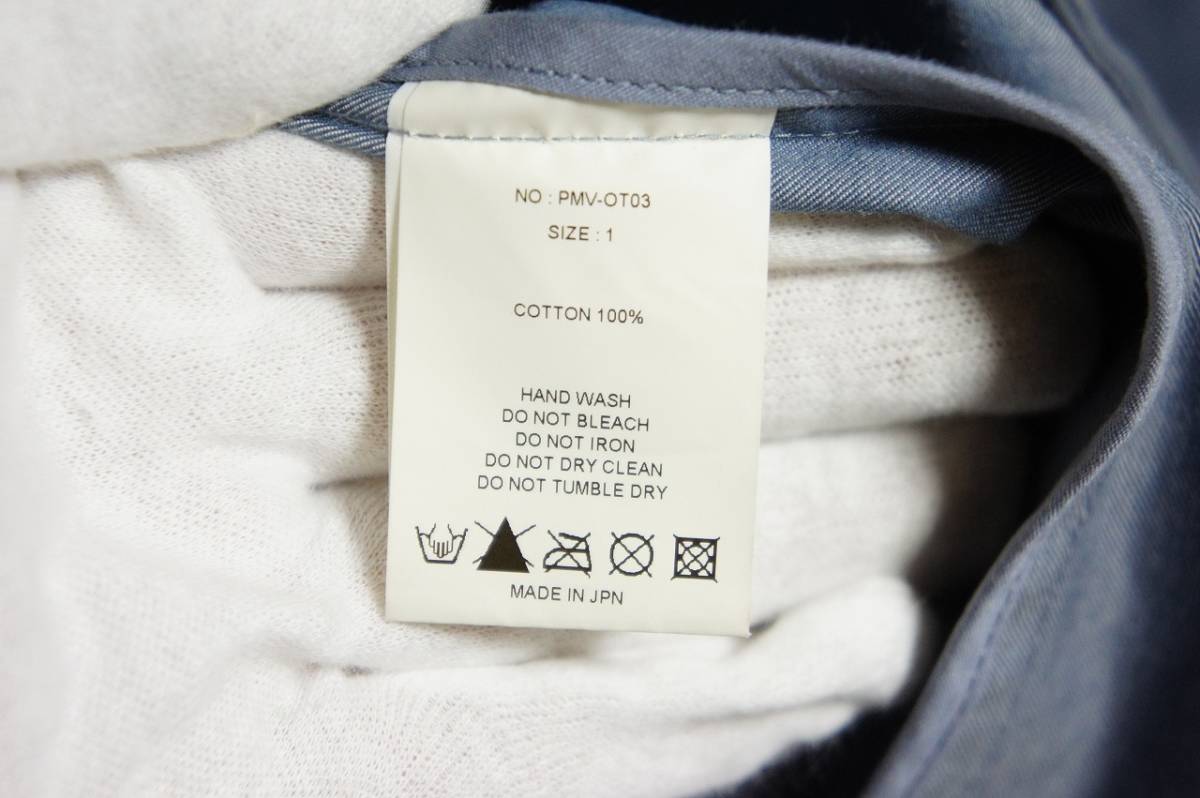 NO : PMV-OT03
SIZE : 1
COTTON 100%
HAND WASH
DO NOT BLEACH
DO NOT IRON
DO NOT DRY CLEAN
DO NOT TUMBLE DRY
MADE IN JPN